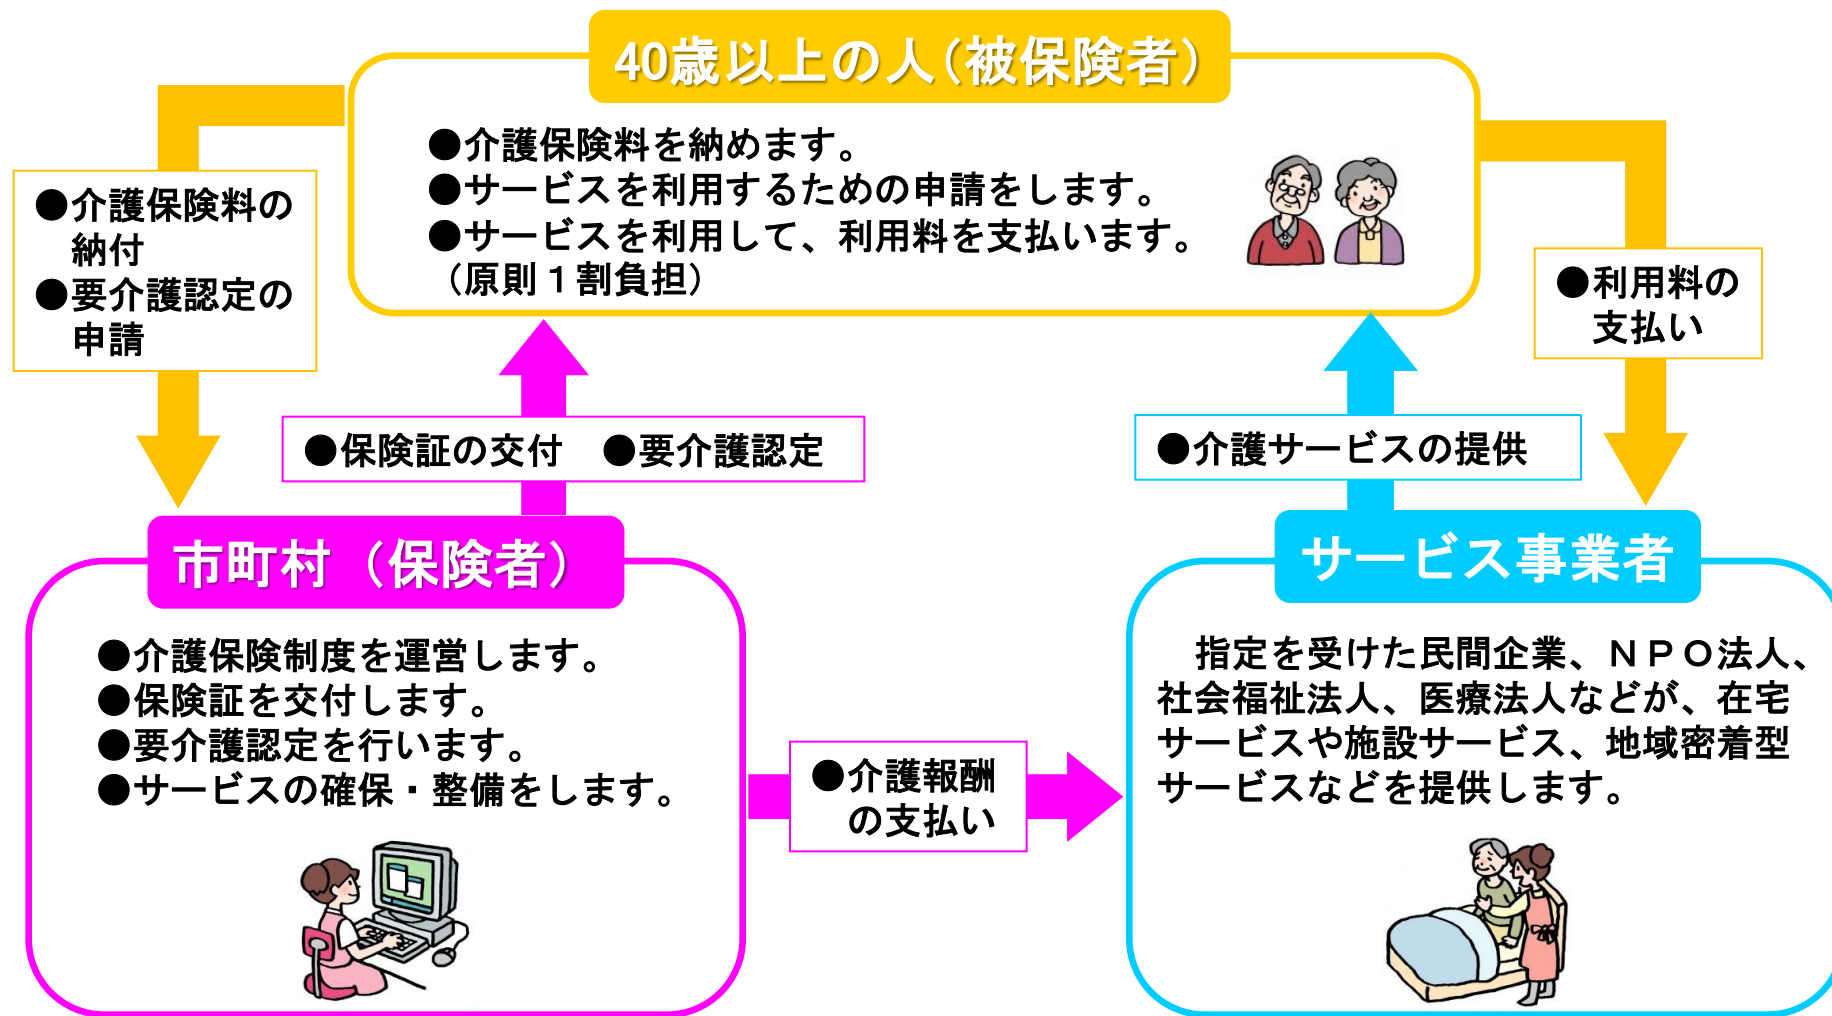 40歳以上の人（被保険者）
●介護保険料を納めます。
●サービスを利用するための申請をします。
●サービスを利用して、利用料を支払います。
（原則１割負担）
●介護保険料の
納付
●要介護認定の
申請
●利用料の
支払い
●保険証の交付　●要介護認定
●介護サービスの提供
市町村（保険者）
●介護保険制度を運営します。
●保険証を交付します。
●要介護認定を行います。
●サービスの確保・整備をします。
●介護報酬
の支払い
サービス事業者
指定を受けた民間企業、ＮＰＯ法人、
社会福祉法人、医療法人などが、在宅
サービスや施設サービス、地域密着型
サービスなどを提供します。